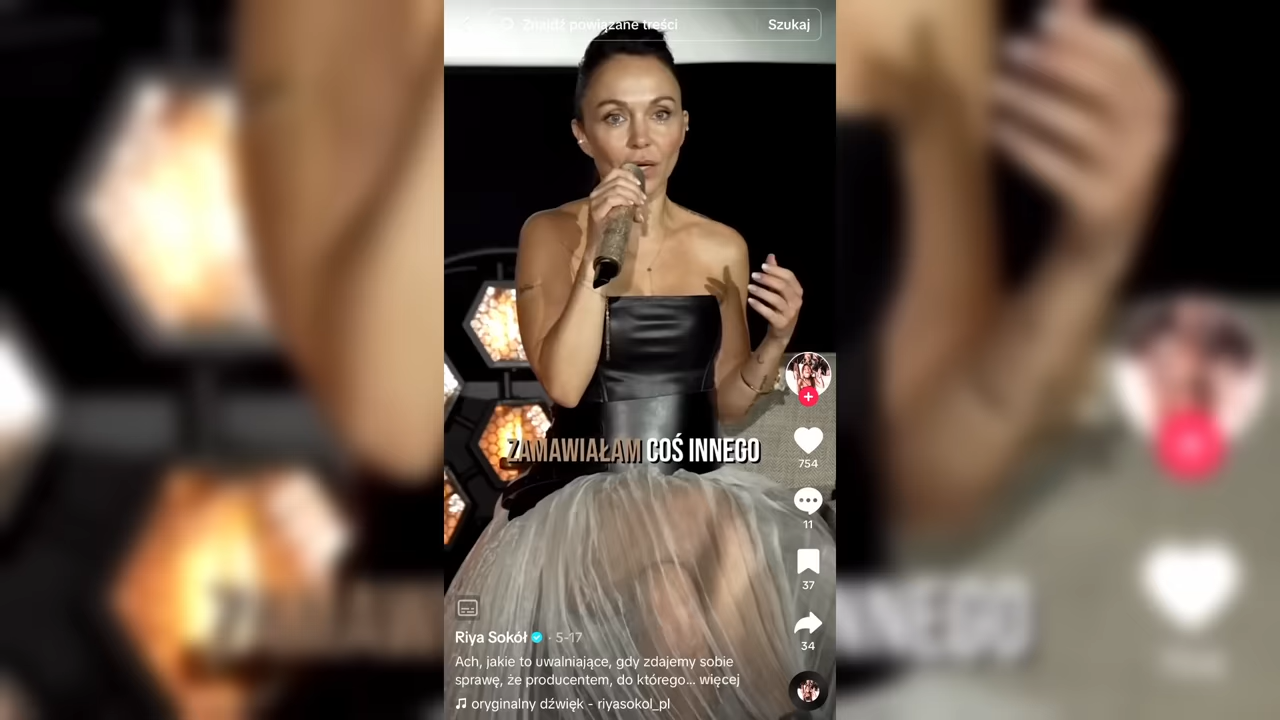 Znajdź powiązane treści
Szukaj
ZAMAWIAŁAM COŚ INNEGO
754
11
37
34
Riya Sokół · 5-17
Ach, jakie to uwalniające, gdy zdajemy sobie
sprawę, że producentem, do którego... więcej
oryginalny dźwięk - riyasokol_pl